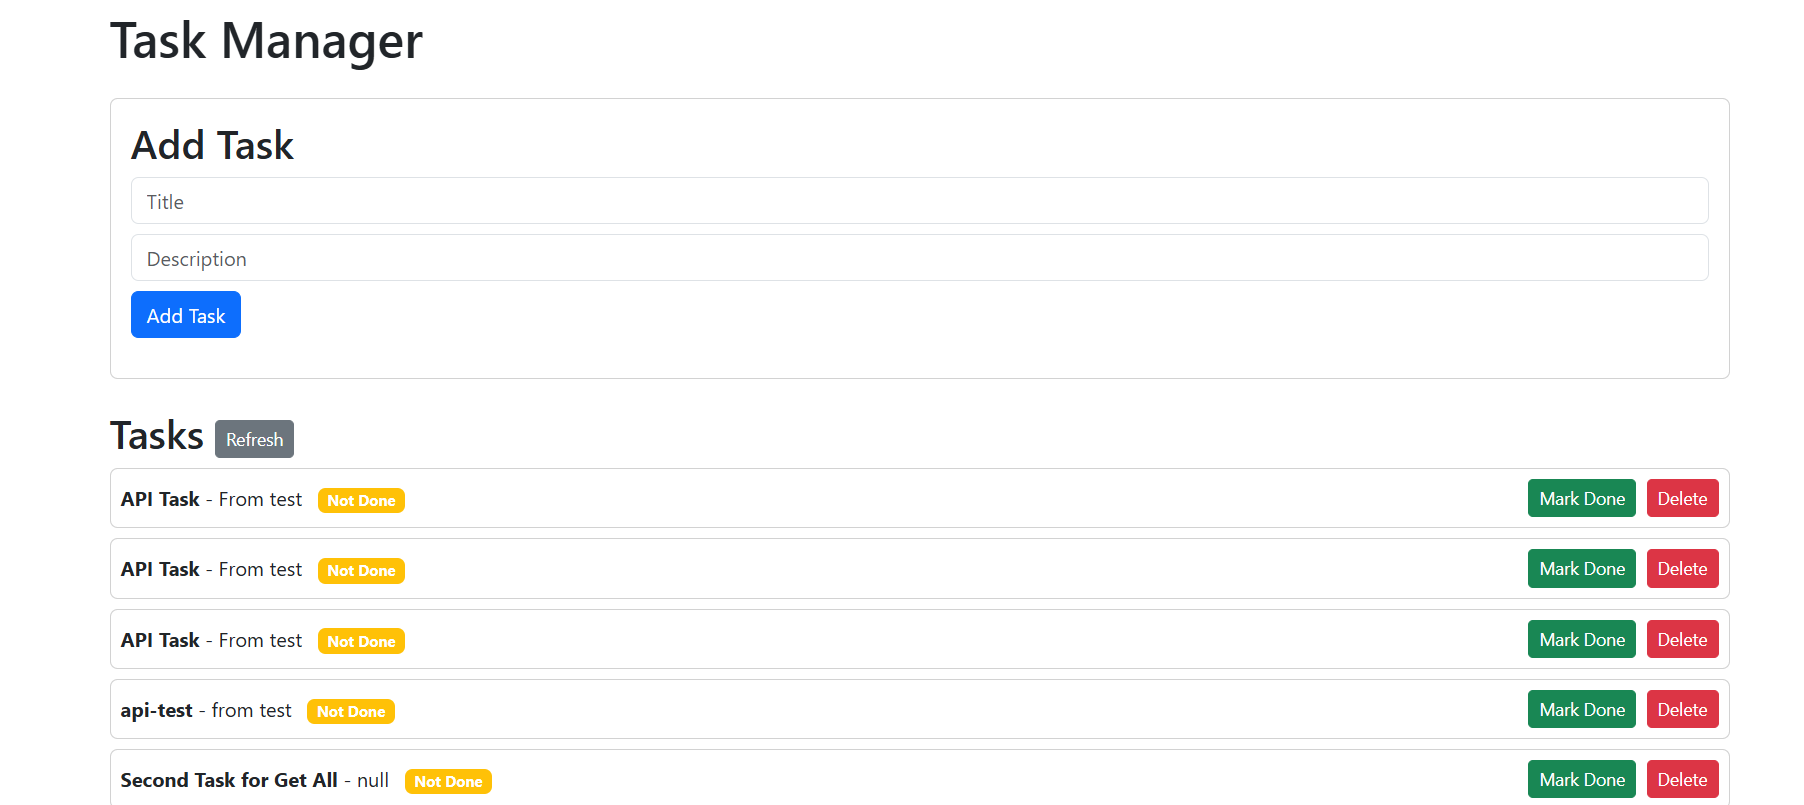 Task Manager
Add Task
Title
Description
Add Task
Tasks Refresh
API Task - From test Not Done Mark Done Delete
API Task - From test Not Done Mark Done Delete
API Task - From test Not Done Mark Done Delete
api-test - from test Not Done Mark Done Delete
Second Task for Get All - null Not Done Mark Done Delete